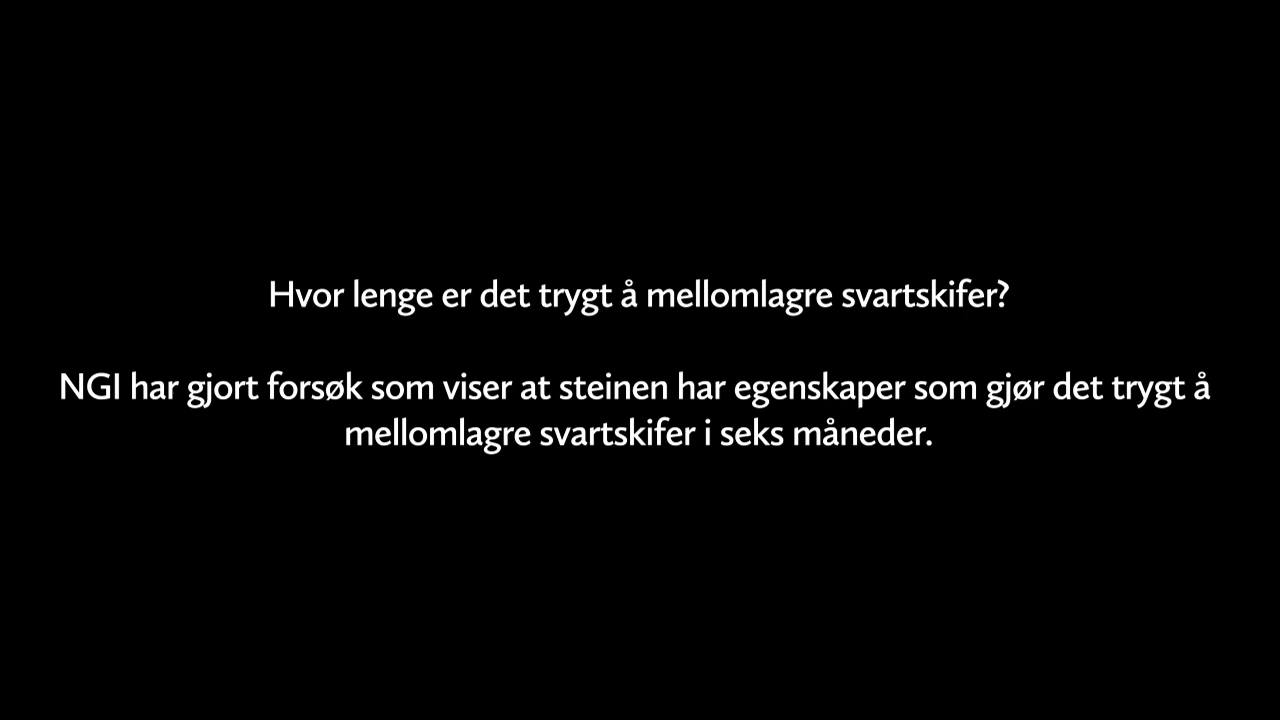 Hvor lenge er det trygt å mellomlagre svartskifer?
NGI har gjort forsøk som viser at steinen har egenskaper som gjør det trygt å
mellomlagre svartskifer i seks måneder.